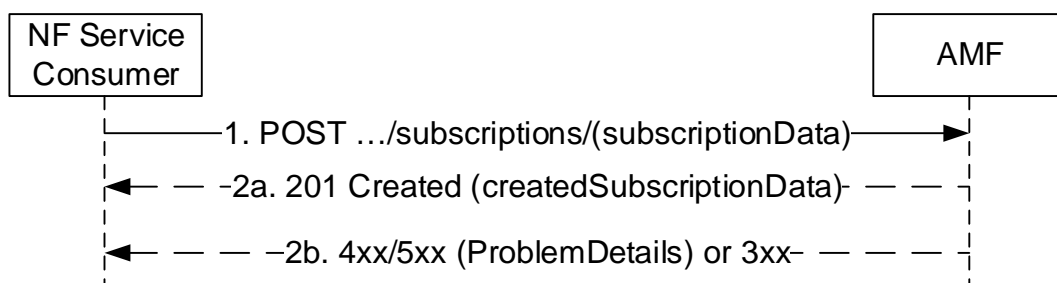 NF Service
Consumer
AMF
1. POST …/subscriptions/(subscriptionData)
2a. 201 Created (createdSubscriptionData)
2b. 4xx/5xx (ProblemDetails) or 3xx